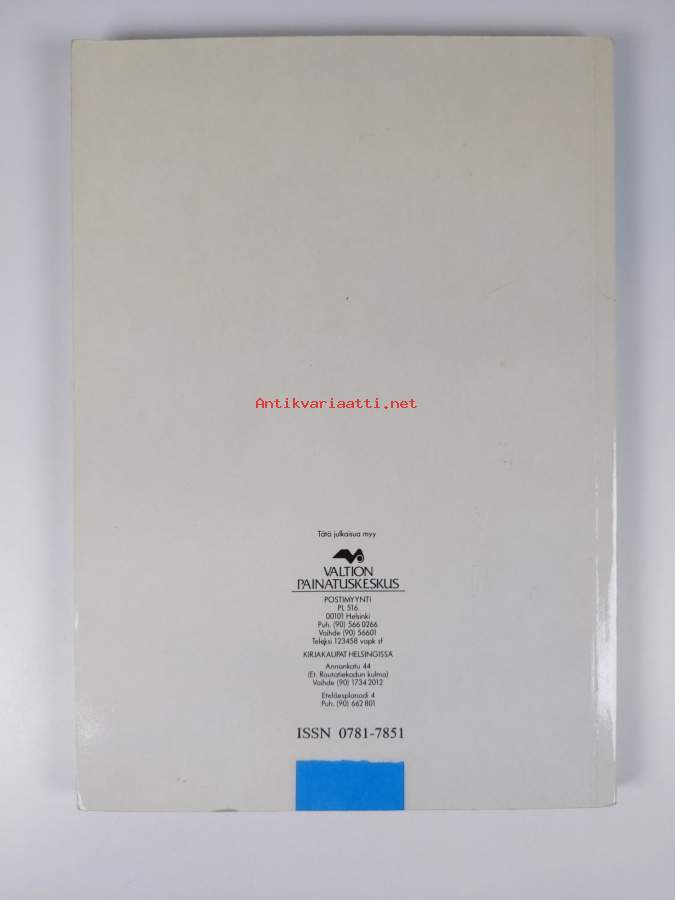 Antikvariaatti.net
Tätä julkaisua myy
VALTION
PAINATUSKESKUS
POSTIMYYNTI
PL 516
00101 Helsinki
Puh. (90) 566 0266
Vaihde (90) 56601
Teleksi 123458 vapk sf
KIRJAKAUPAT HELSINGISSÄ
Annankatu 44
(Et. Rautatiekadun kulma)
Vaihde (90) 1734 2012
Eteläesplanadi 4
Puh. (90) 662 801
ISSN 0781-7851